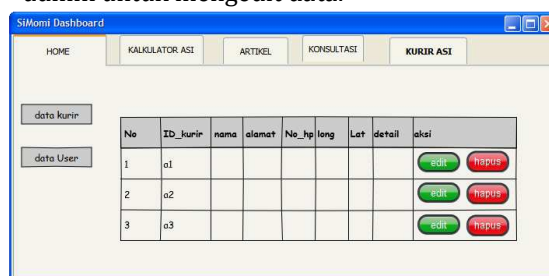 admin untuk mengedit data.
SiMomi Dashboard
HOME KALKULATOR ASI ARTIKEL KONSULTASI KURIR ASI
data kurir
data User
No ID_kurir nama alamat No_hp long Lat detail aksi
1 a1 edit hapus
2 a2 edit hapus
3 a3 edit hapus